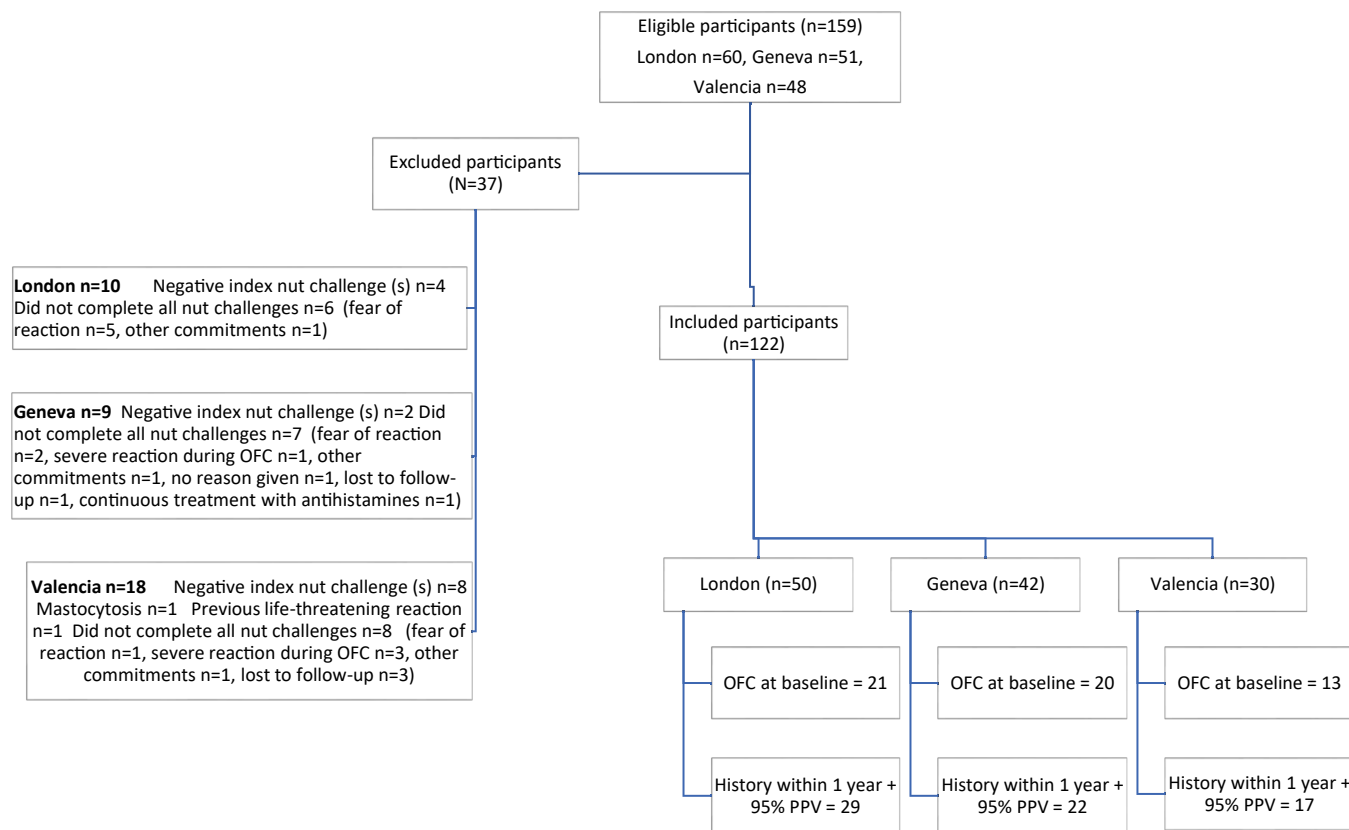 Eligible participants (n=159)
London n=60, Geneva n=51,
Valencia n=48
Excluded participants
(N=37)
London n=10 Negative index nut challenge (s) n=4
Did not complete all nut challenges n=6 (fear of
reaction n=5, other commitments n=1)
Geneva n=9 Negative index nut challenge (s) n=2 Did
not complete all nut challenges n=7 (fear of reaction
n=2, severe reaction during OFC n=1, other
commitments n=1, no reason given n=1, lost to follow-
up n=1, continuous treatment with antihistamines n=1)
Valencia n=18 Negative index nut challenge (s) n=8
Mastocytosis n=1 Previous life-threatening reaction
n=1 Did not complete all nut challenges n=8 (fear of
reaction n=1, severe reaction during OFC n=3, other
commitments n=1, lost to follow-up n=3)
Included participants
(n=122)
London (n=50)
Geneva (n=42)
Valencia (n=30)
OFC at baseline = 21
OFC at baseline = 20
OFC at baseline = 13
History within 1 year +
95% PPV = 29
History within 1 year +
95% PPV = 22
History within 1 year +
95% PPV = 17